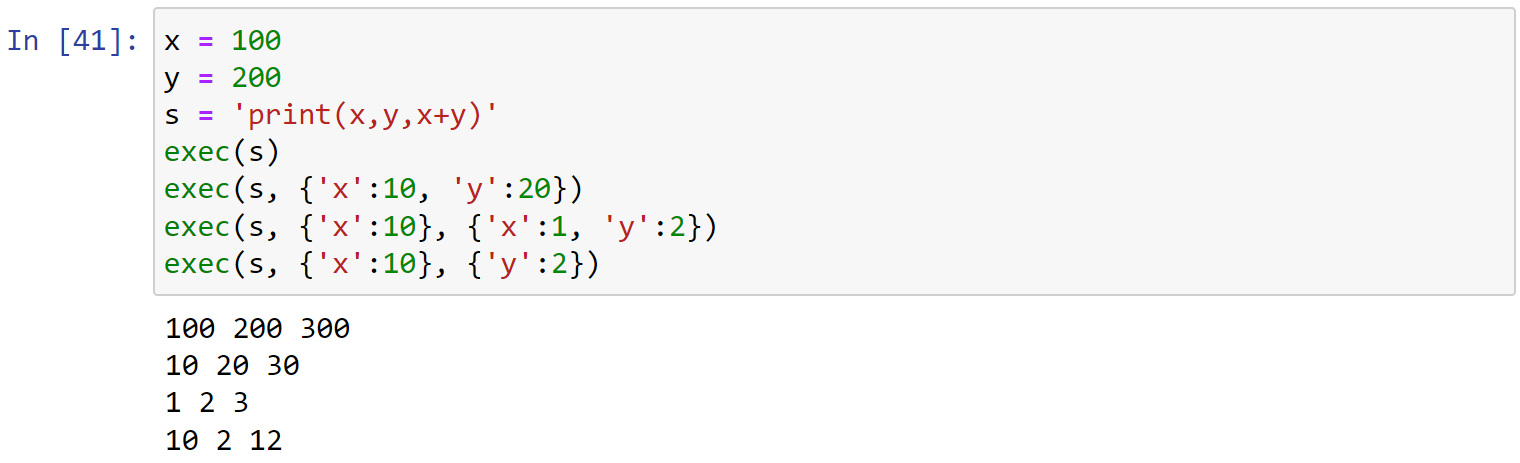 In [41]: x = 100
y = 200
s = 'print(x,y,x+y)'
exec(s)
exec(s, {'x':10, 'y':20})
exec(s, {'x':10}, {'x':1, 'y':2})
exec(s, {'x':10}, {'y':2})
100 200 300
10 20 30
1 2 3
10 2 12